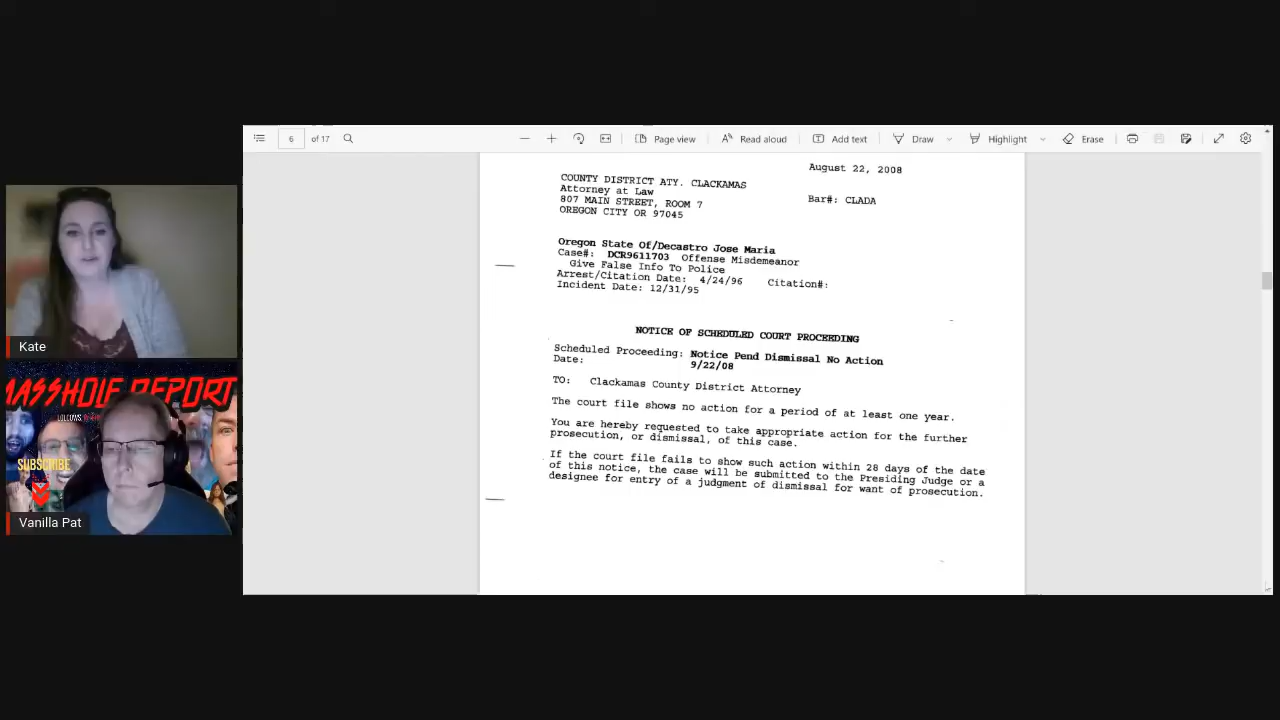 6 of 17
Page view
Read aloud
Add text
Draw
Highlight
Erase
August 22, 2008
COUNTY DISTRICT ATY. CLACKAMAS
Attorney at Law
807 MAIN STREET, ROOM 7
OREGON CITY OR 97045
Bar#: CLADA
Oregon State Of/Decastro Jose Maria
Case#: DCR9611703 Offense Misdemeanor
Give False Info To Police
Arrest/Citation Date: 4/24/96 Citation#:
Incident Date: 12/31/95
NOTICE OF SCHEDULED COURT PROCEEDING
Scheduled Proceeding: Notice Pend Dismissal No Action
Date: 9/22/08
TO: Clackamas County District Attorney
The court file shows no action for a period of at least one year.
You are hereby requested to take appropriate action for the further
prosecution, or dismissal, of this case.
If the court file fails to show such action within 28 days of the date
of this notice, the case will be submitted to the Presiding Judge or a
designee for entry of a judgment of dismissal for want of prosecution.
Kate
MASSHOLE REPORT
SUBSCRIBE
Vanilla Pat